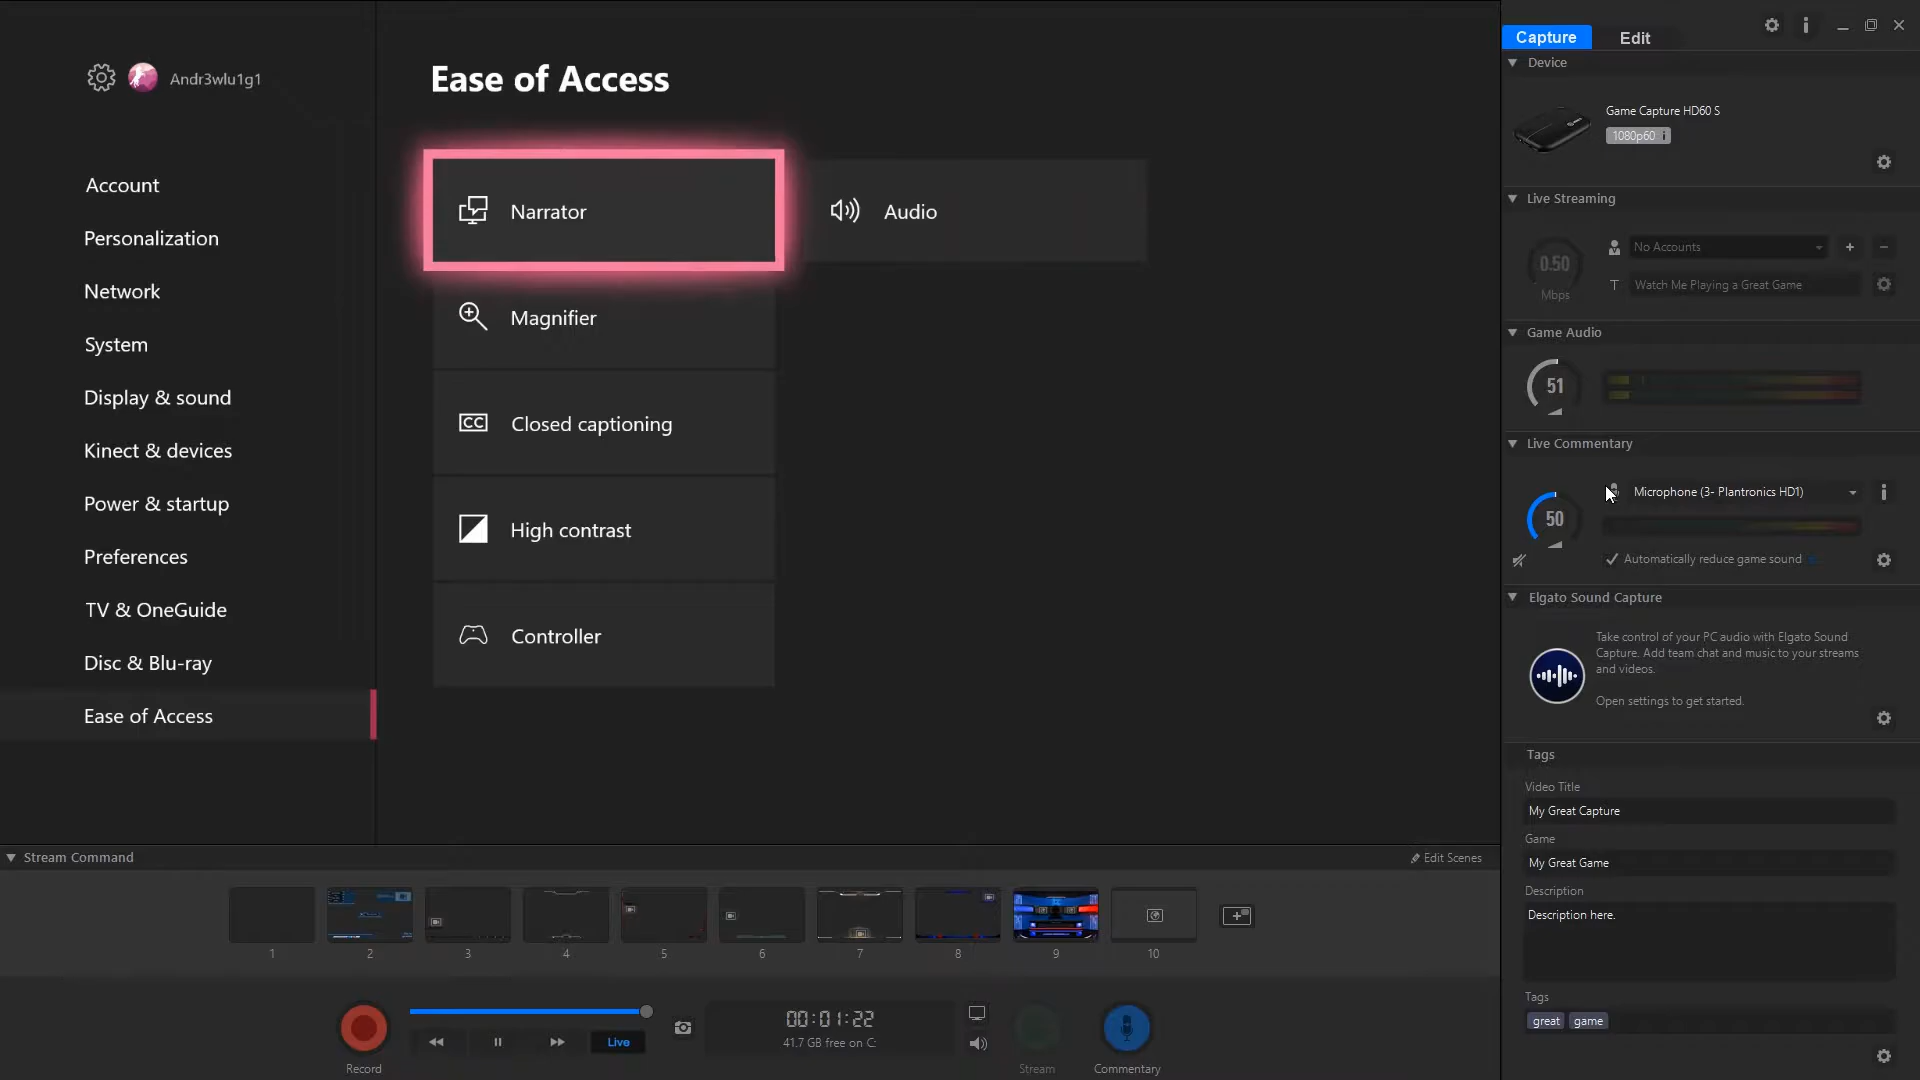 Andr3wlu1g1
Account
Personalization
Network
System
Display & sound
Kinect & devices
Power & startup
Preferences
TV & OneGuide
Disc & Blu-ray
Ease of Access
Ease of Access
Narrator
Audio
Magnifier
CC Closed captioning
High contrast
Controller
Capture Edit
Device
Game Capture HD60 S
1080p60 i
Live Streaming
0.50
Mbps
No Accounts
T Watch Me Playing a Great Game
Game Audio
51
Live Commentary
Microphone (3- Plantronics HD1)
50
Automatically reduce game sound
Elgato Sound Capture
Take control of your PC audio with Elgato Sound
Capture. Add team chat and music to your streams
and videos.
Open settings to get started.
Tags
Video Title
My Great Capture
Game
My Great Game
Description
Description here.
Tags
great game
Stream Command
Edit Scenes
1 2 3 4 5 6 7 8 9 10
Record
Live
00:01:22
41.7 GB free on C:
Stream
Commentary